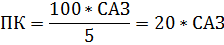 ПК = 100 * САЗ / 5 = 20 * САЗ